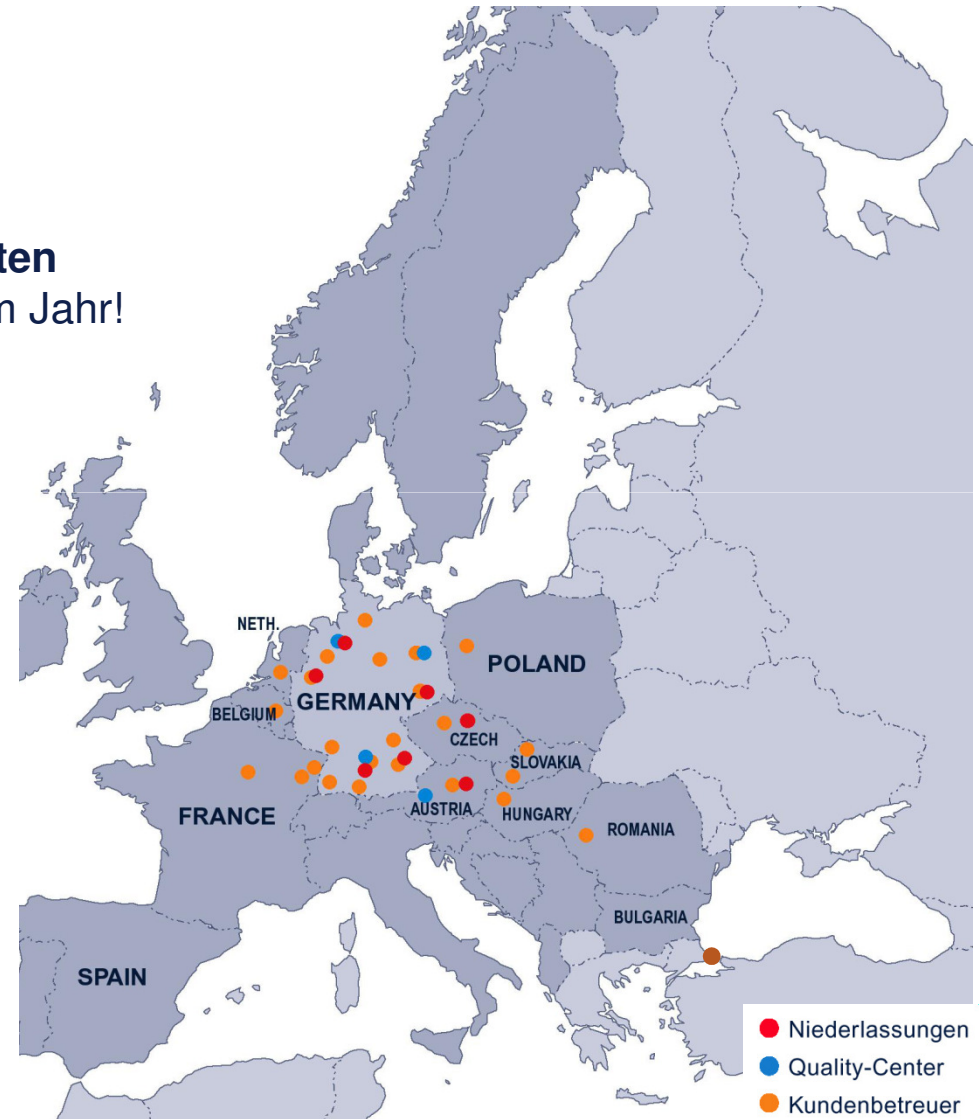 ten
m Jahr!
NETH.
POLAND
GERMANY
BELGIUM
CZECH
SLOVAKIA
FRANCE
AUSTRIA
HUNGARY
ROMANIA
BULGARIA
SPAIN
Niederlassungen
Quality-Center
Kundenbetreuer